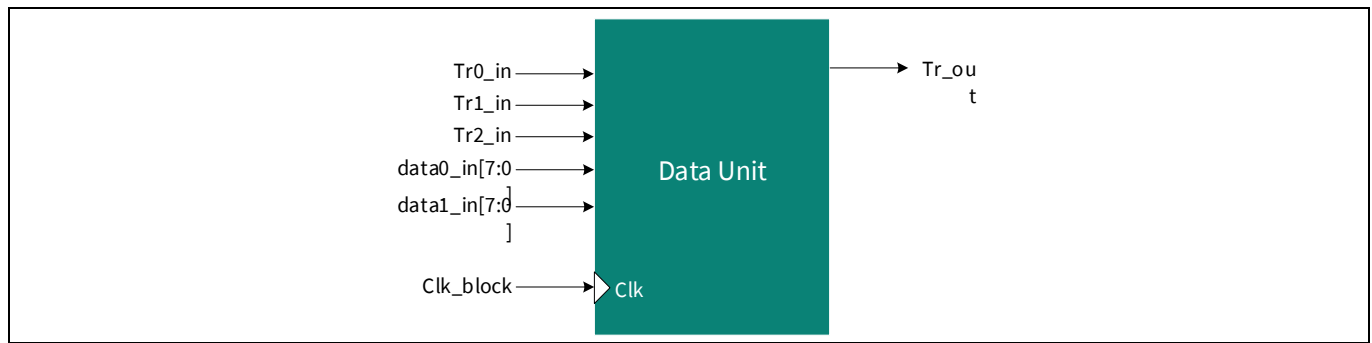 Tr0_in
Tr1_in
Tr2_in
data0_in[7:0
]
data1_in[7:0
]
Clk_block
Clk
Data Unit
Tr_ou
t